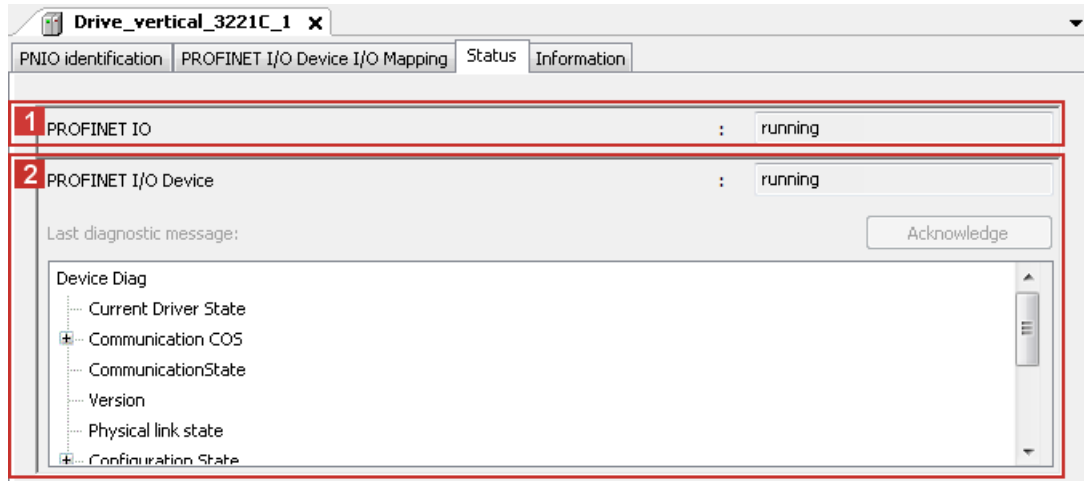 Drive_vertical_3221C_1 x
PNIO identification PROFINET I/O Device I/O Mapping Status Information
1 PROFINET IO : running
2 PROFINET I/O Device : running
Last diagnostic message: Acknowledge
Device Diag
Current Driver State
Communication COS
CommunicationState
Version
Physical link state
Configuration State